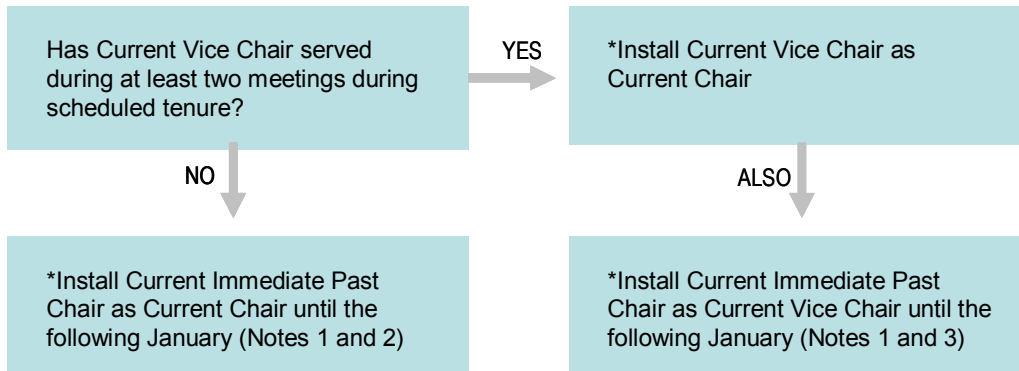 Has Current Vice Chair served
during at least two meetings during
scheduled tenure?
YES
*Install Current Vice Chair as
Current Chair
NO
ALSO
*Install Current Immediate Past
Chair as Current Chair until the
following January (Notes 1 and 2)
*Install Current Immediate Past
Chair as Current Vice Chair until the
following January (Notes 1 and 3)